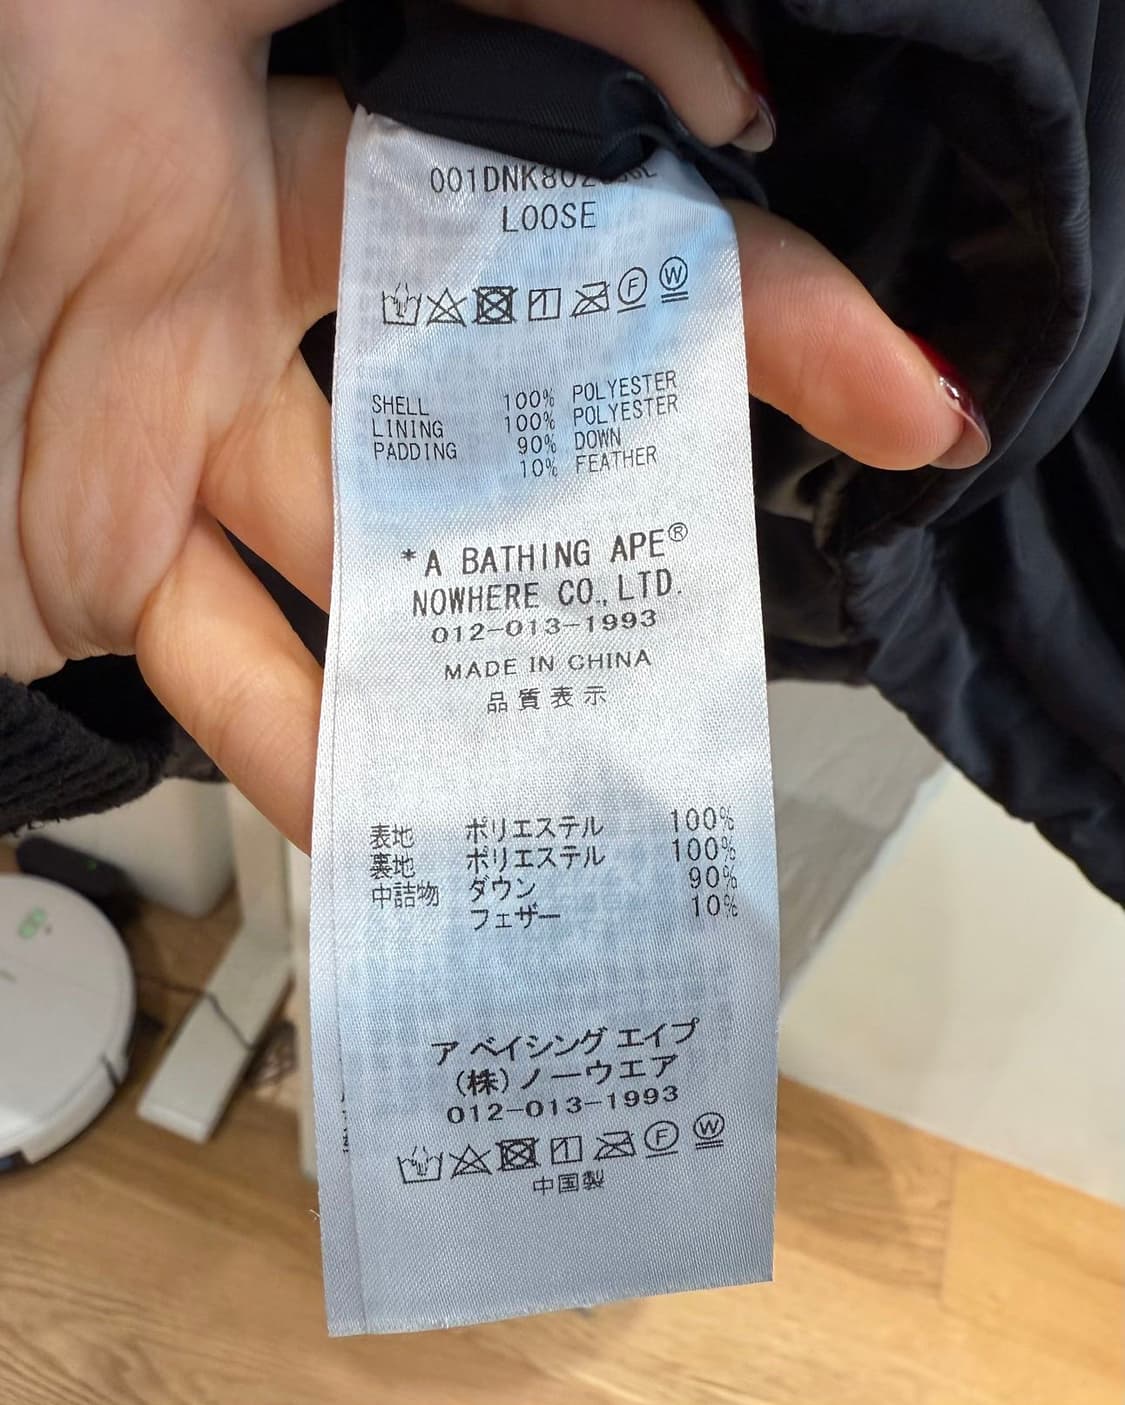 LOOSE
F W
SHELL 100% POLYESTER
LINING 100% POLYESTER
PADDING 90% DOWN
10% FEATHER
*A BATHING APE®
NOWHERE CO.,LTD.
012-013-1993
MADE IN CHINA
品質表示
表地 ポリエステル 100%
裏地 ポリエステル 100%
中詰物 ダウン 90%
フェザー 10%
ア ベイシング エイプ
(株)ノーウエア
012-013-1993
F W
中国製